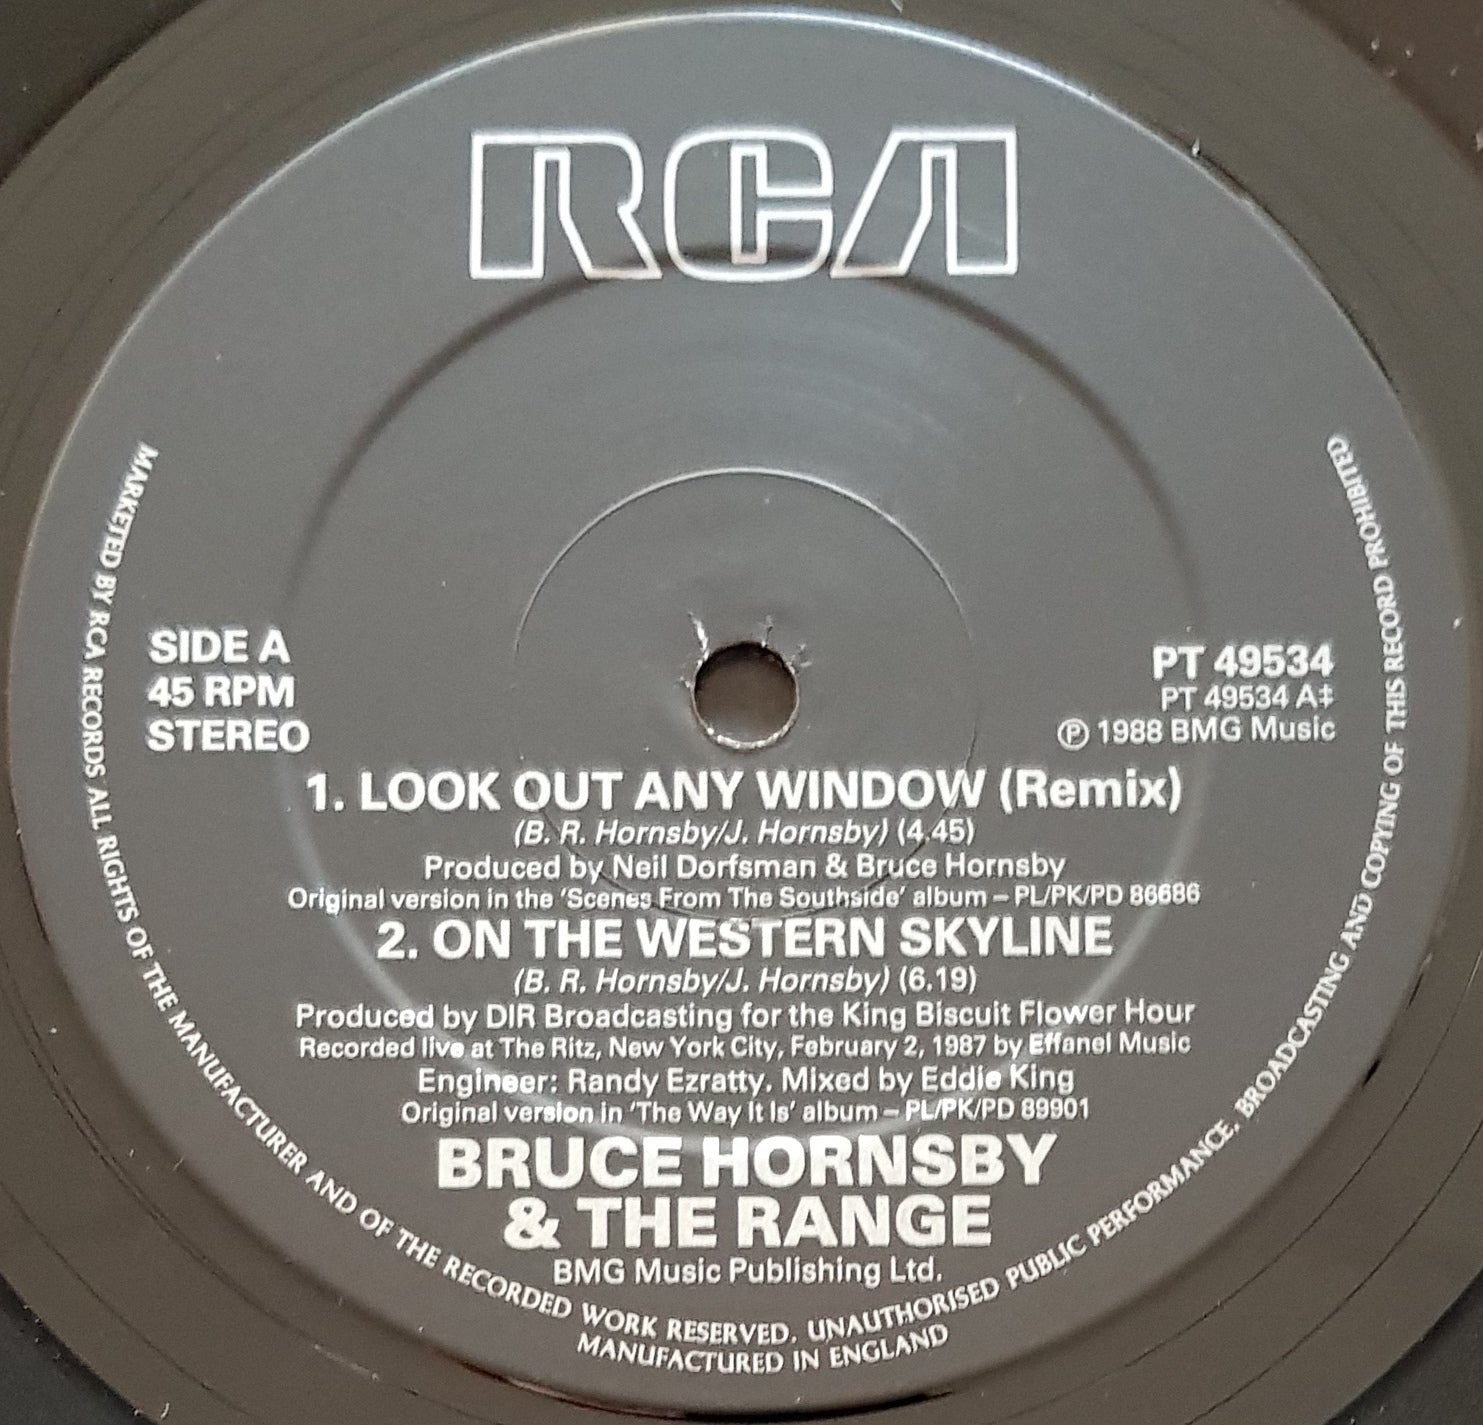 RCA
SIDE A
45 RPM
STEREO
PT 49534
PT 49534 A‡
℗ 1988 BMG Music
1. LOOK OUT ANY WINDOW (Remix)
(B. R. Hornsby/J. Hornsby) (4.45)
Produced by Neil Dorfsman & Bruce Hornsby
Original version in the 'Scenes From The Southside' album – PL/PK/PD 86686
2. ON THE WESTERN SKYLINE
(B. R. Hornsby/J. Hornsby) (6.19)
Produced by DIR Broadcasting for the King Biscuit Flower Hour
Recorded live at The Ritz, New York City, February 2, 1987 by Effanel Music
Engineer: Randy Ezratty. Mixed by Eddie King
Original version in 'The Way It Is' album – PL/PK/PD 89901
BRUCE HORNSBY
& THE RANGE
BMG Music Publishing Ltd.
MARKETED BY RCA RECORDS ALL RIGHTS OF THE MANUFACTURER AND OF THE RECORDED WORK RESERVED. UNAUTHORISED PUBLIC PERFORMANCE, BROADCASTING AND COPYING OF THIS RECORD PROHIBITED
MANUFACTURED IN ENGLAND